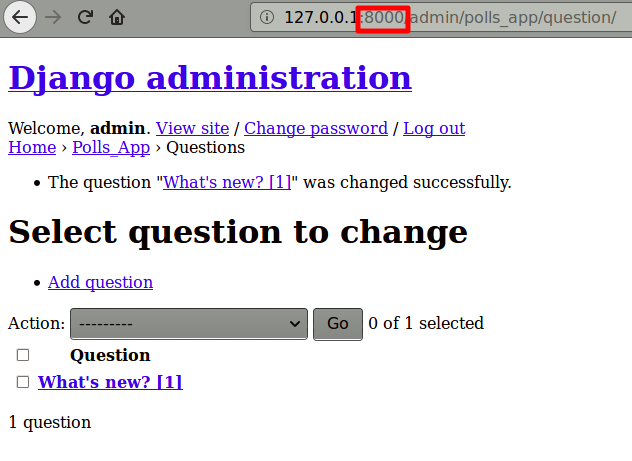 127.0.0.1:8000/admin/polls_app/question/
Django administration
Welcome, admin. View site / Change password / Log out
Home › Polls_App › Questions
• The question "What's new? [1]" was changed successfully.
Select question to change
• Add question
Action: --------- Go 0 of 1 selected
Question
What's new? [1]
1 question